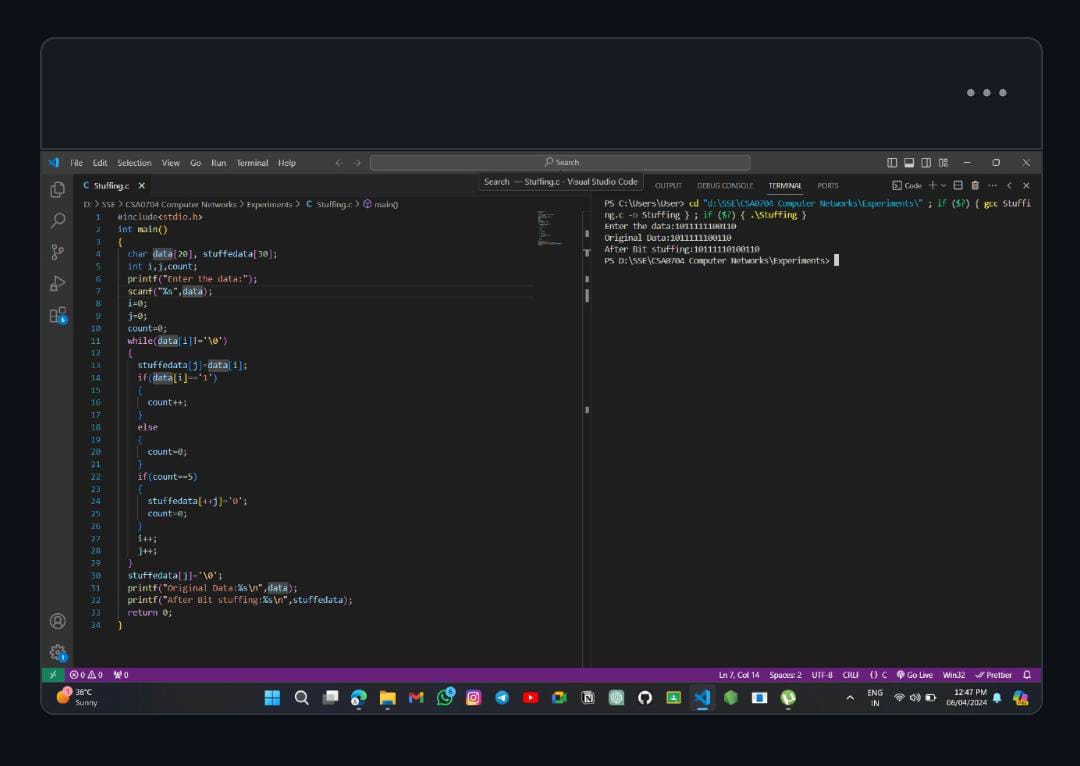 File Edit Selection View Go Run Terminal Help
Search
C Stuffing.c
Search — Stuffing.c - Visual Studio Code
OUTPUT DEBUG CONSOLE TERMINAL PORTS
Code
D: > SSE > CSA0704 Computer Networks > Experiments > C Stuffing.c > main()
1 #include<stdio.h>
2 int main()
3 {
4 char data[20], stuffedata[30];
5 int i,j,count;
6 printf("Enter the data:");
7 scanf("%s",data);
8 i=0;
9 j=0;
10 count=0;
11 while(data[i]!='\0')
12 {
13 stuffedata[j]=data[i];
14 if(data[i]=='1')
15 {
16 count++;
17 }
18 else
19 {
20 count=0;
21 }
22 if(count==5)
23 {
24 stuffedata[++j]='0';
25 count=0;
26 }
27 i++;
28 j++;
29 }
30 stuffedata[j]='\0';
31 printf("Original Data:%s\n",data);
32 printf("After Bit stuffing:%s\n",stuffedata);
33 return 0;
34 }
PS C:\Users\User> cd "d:\SSE\CSA0704 Computer Networks\Experiments\" ; if ($?) { gcc Stuffi
ng.c -o Stuffing } ; if ($?) { .\Stuffing }
Enter the data:1011111100110
Original Data:1011111100110
After Bit stuffing:10111110100110
PS D:\SSE\CSA0704 Computer Networks\Experiments>
6
1
0 0 0
Ln 7, Col 14 Spaces: 2 UTF-8 CRLF {} C Go Live Win32 Prettier
1
36°C
Sunny
ENG
IN
12:47 PM
06/04/2024